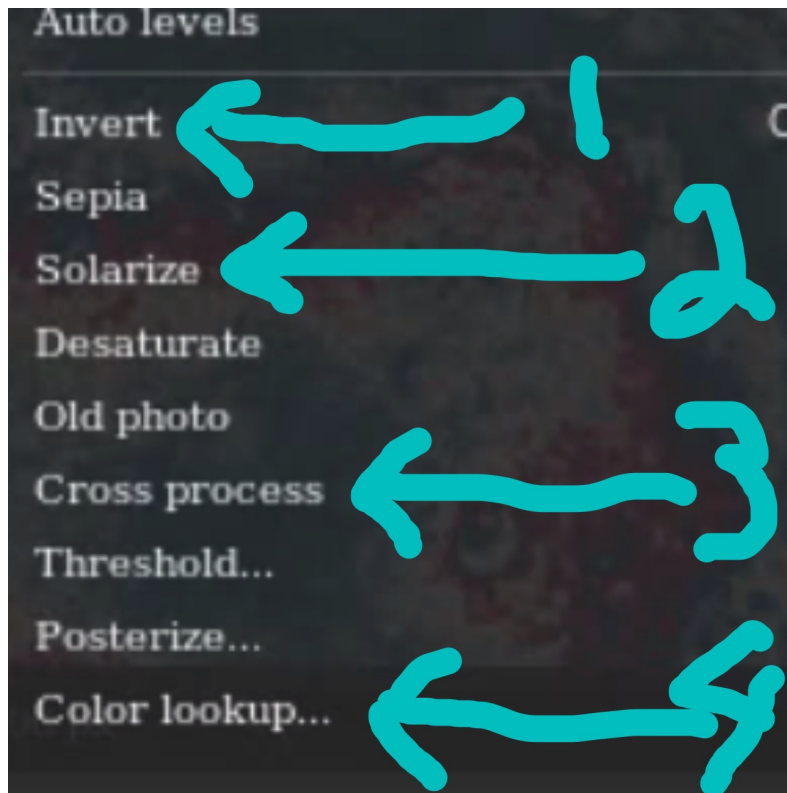 Auto levels
Invert 1
Sepia
Solarize 2
Desaturate
Old photo
Cross process 3
Threshold...
Posterize...
Color lookup... 4